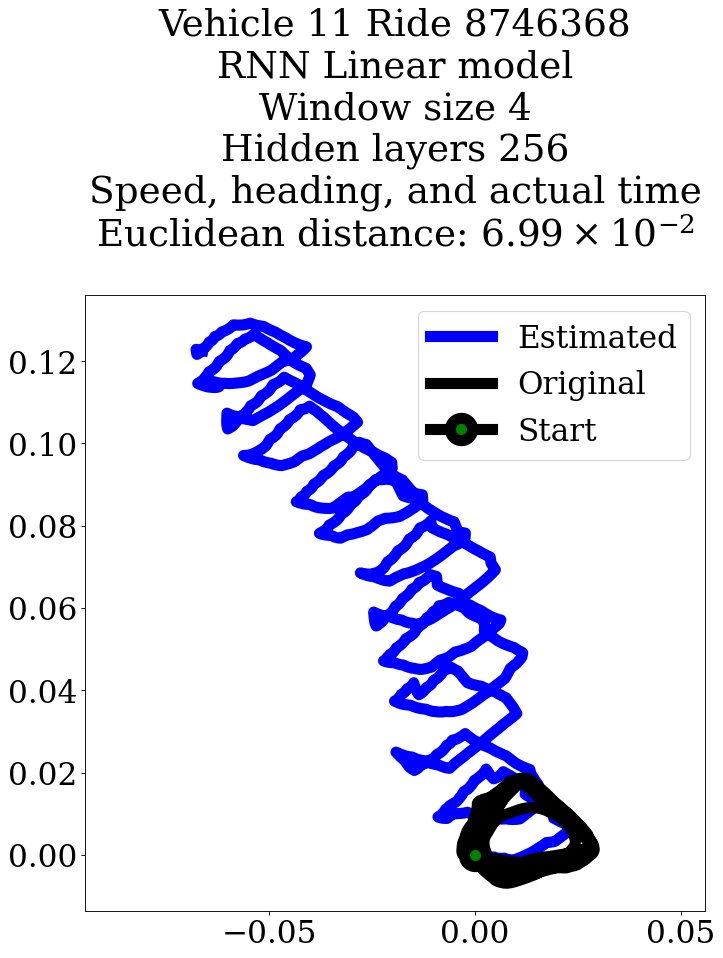 Vehicle 11 Ride 8746368
RNN Linear model
Window size 4
Hidden layers 256
Speed, heading, and actual time
Euclidean distance: 6.99 × 10⁻²
Estimated
Original
Start
0.12
0.10
0.08
0.06
0.04
0.02
0.00
−0.05 0.00 0.05